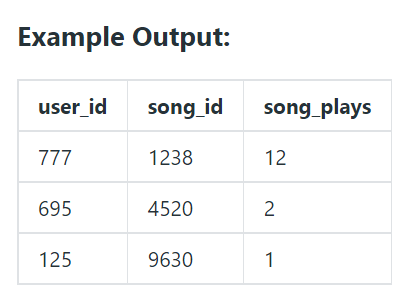 Example Output:
user_id song_id song_plays
777 1238 12
695 4520 2
125 9630 1